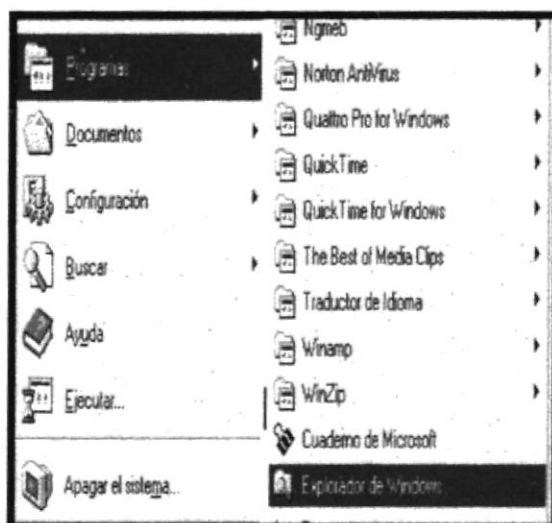 Programas
Documentos
Configuración
Buscar
Ayuda
Ejecutar...
Apagar el sistema...
Ngmeb
Norton AntiVirus
Quattro Pro for Windows
QuickTime
QuickTime for Windows
The Best of Media Clips
Traductor de Idioma
Winamp
WinZip
Cuaderno de Microsoft
Explorador de Windows